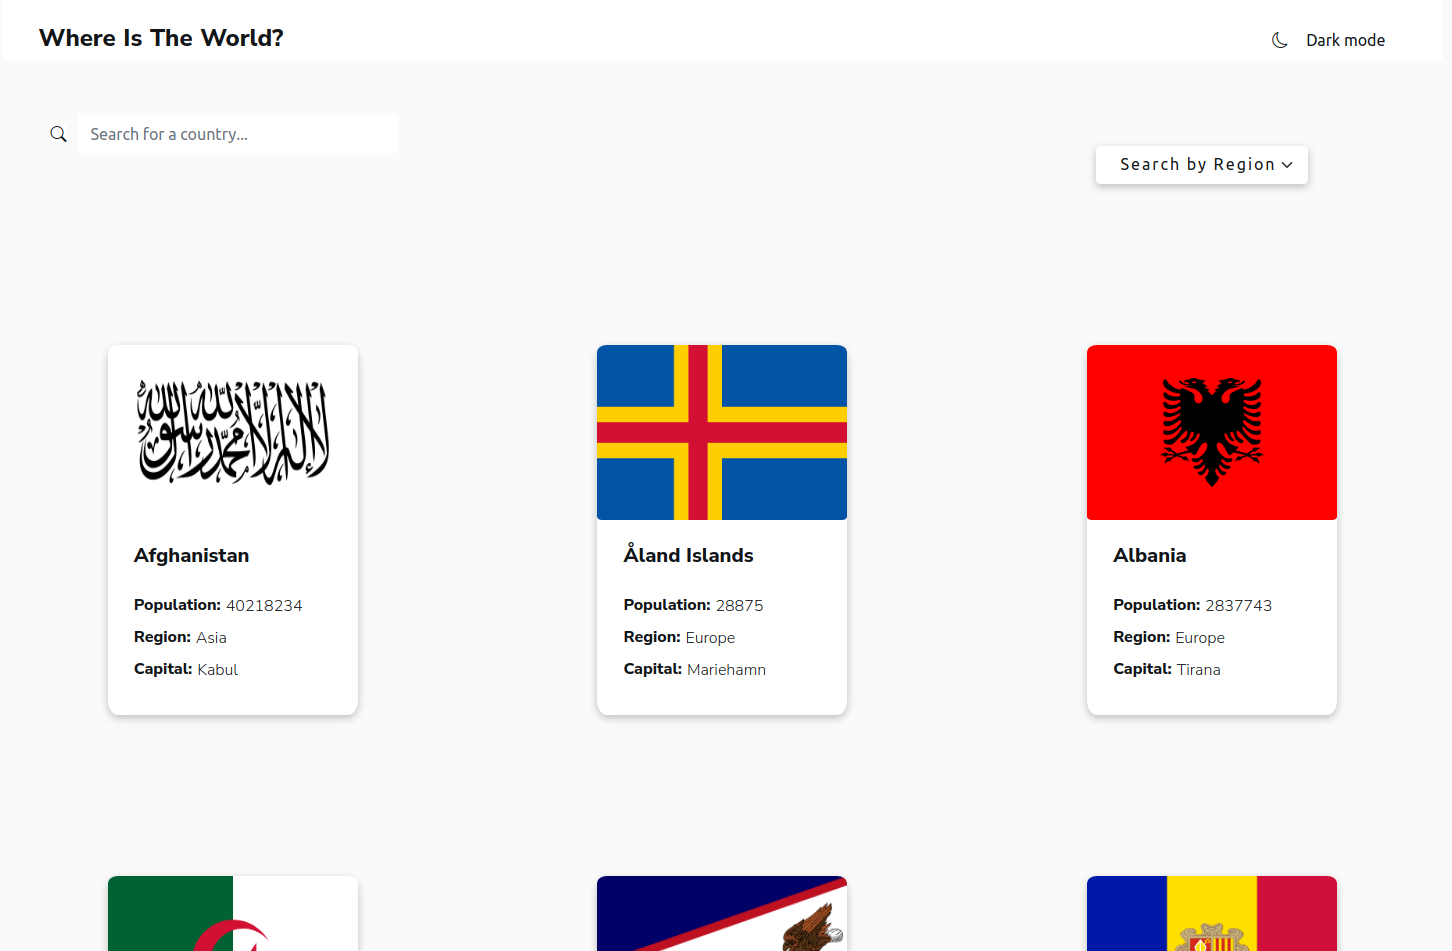 Where Is The World?
Dark mode
Search for a country...
Search by Region
لا إله إلا الله محمد رسول الله
Afghanistan
Population: 40218234
Region: Asia
Capital: Kabul
Åland Islands
Population: 28875
Region: Europe
Capital: Mariehamn
Albania
Population: 2837743
Region: Europe
Capital: Tirana